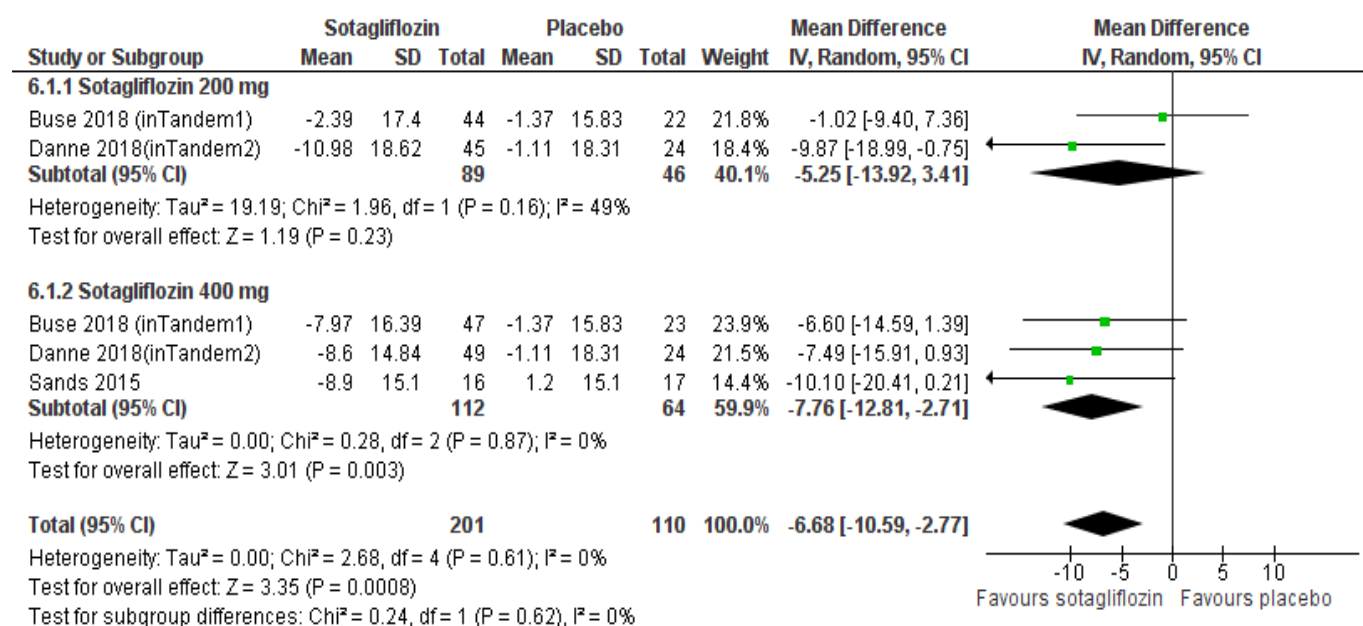 Sotagliflozin Placebo Mean Difference Mean Difference
Study or Subgroup Mean SD Total Mean SD Total Weight IV, Random, 95% CI IV, Random, 95% CI
6.1.1 Sotagliflozin 200 mg
Buse 2018 (inTandem1) -2.39 17.4 44 -1.37 15.83 22 21.8% -1.02 [-9.40, 7.36]
Danne 2018(inTandem2) -10.98 18.62 45 -1.11 18.31 24 18.4% -9.87 [-18.99, -0.75]
Subtotal (95% CI) 89 46 40.1% -5.25 [-13.92, 3.41]
Heterogeneity: Tau² = 19.19; Chi² = 1.96, df = 1 (P = 0.16); I² = 49%
Test for overall effect: Z = 1.19 (P = 0.23)
6.1.2 Sotagliflozin 400 mg
Buse 2018 (inTandem1) -7.97 16.39 47 -1.37 15.83 23 23.9% -6.60 [-14.59, 1.39]
Danne 2018(inTandem2) -8.6 14.84 49 -1.11 18.31 24 21.5% -7.49 [-15.91, 0.93]
Sands 2015 -8.9 15.1 16 1.2 15.1 17 14.4% -10.10 [-20.41, 0.21]
Subtotal (95% CI) 112 64 59.9% -7.76 [-12.81, -2.71]
Heterogeneity: Tau² = 0.00; Chi² = 0.28, df = 2 (P = 0.87); I² = 0%
Test for overall effect: Z = 3.01 (P = 0.003)
Total (95% CI) 201 110 100.0% -6.68 [-10.59, -2.77]
Heterogeneity: Tau² = 0.00; Chi² = 2.68, df = 4 (P = 0.61); I² = 0%
Test for overall effect: Z = 3.35 (P = 0.0008)
Test for subgroup differences: Chi² = 0.24, df = 1 (P = 0.62), I² = 0%
-10 -5 0 5 10
Favours sotagliflozin Favours placebo